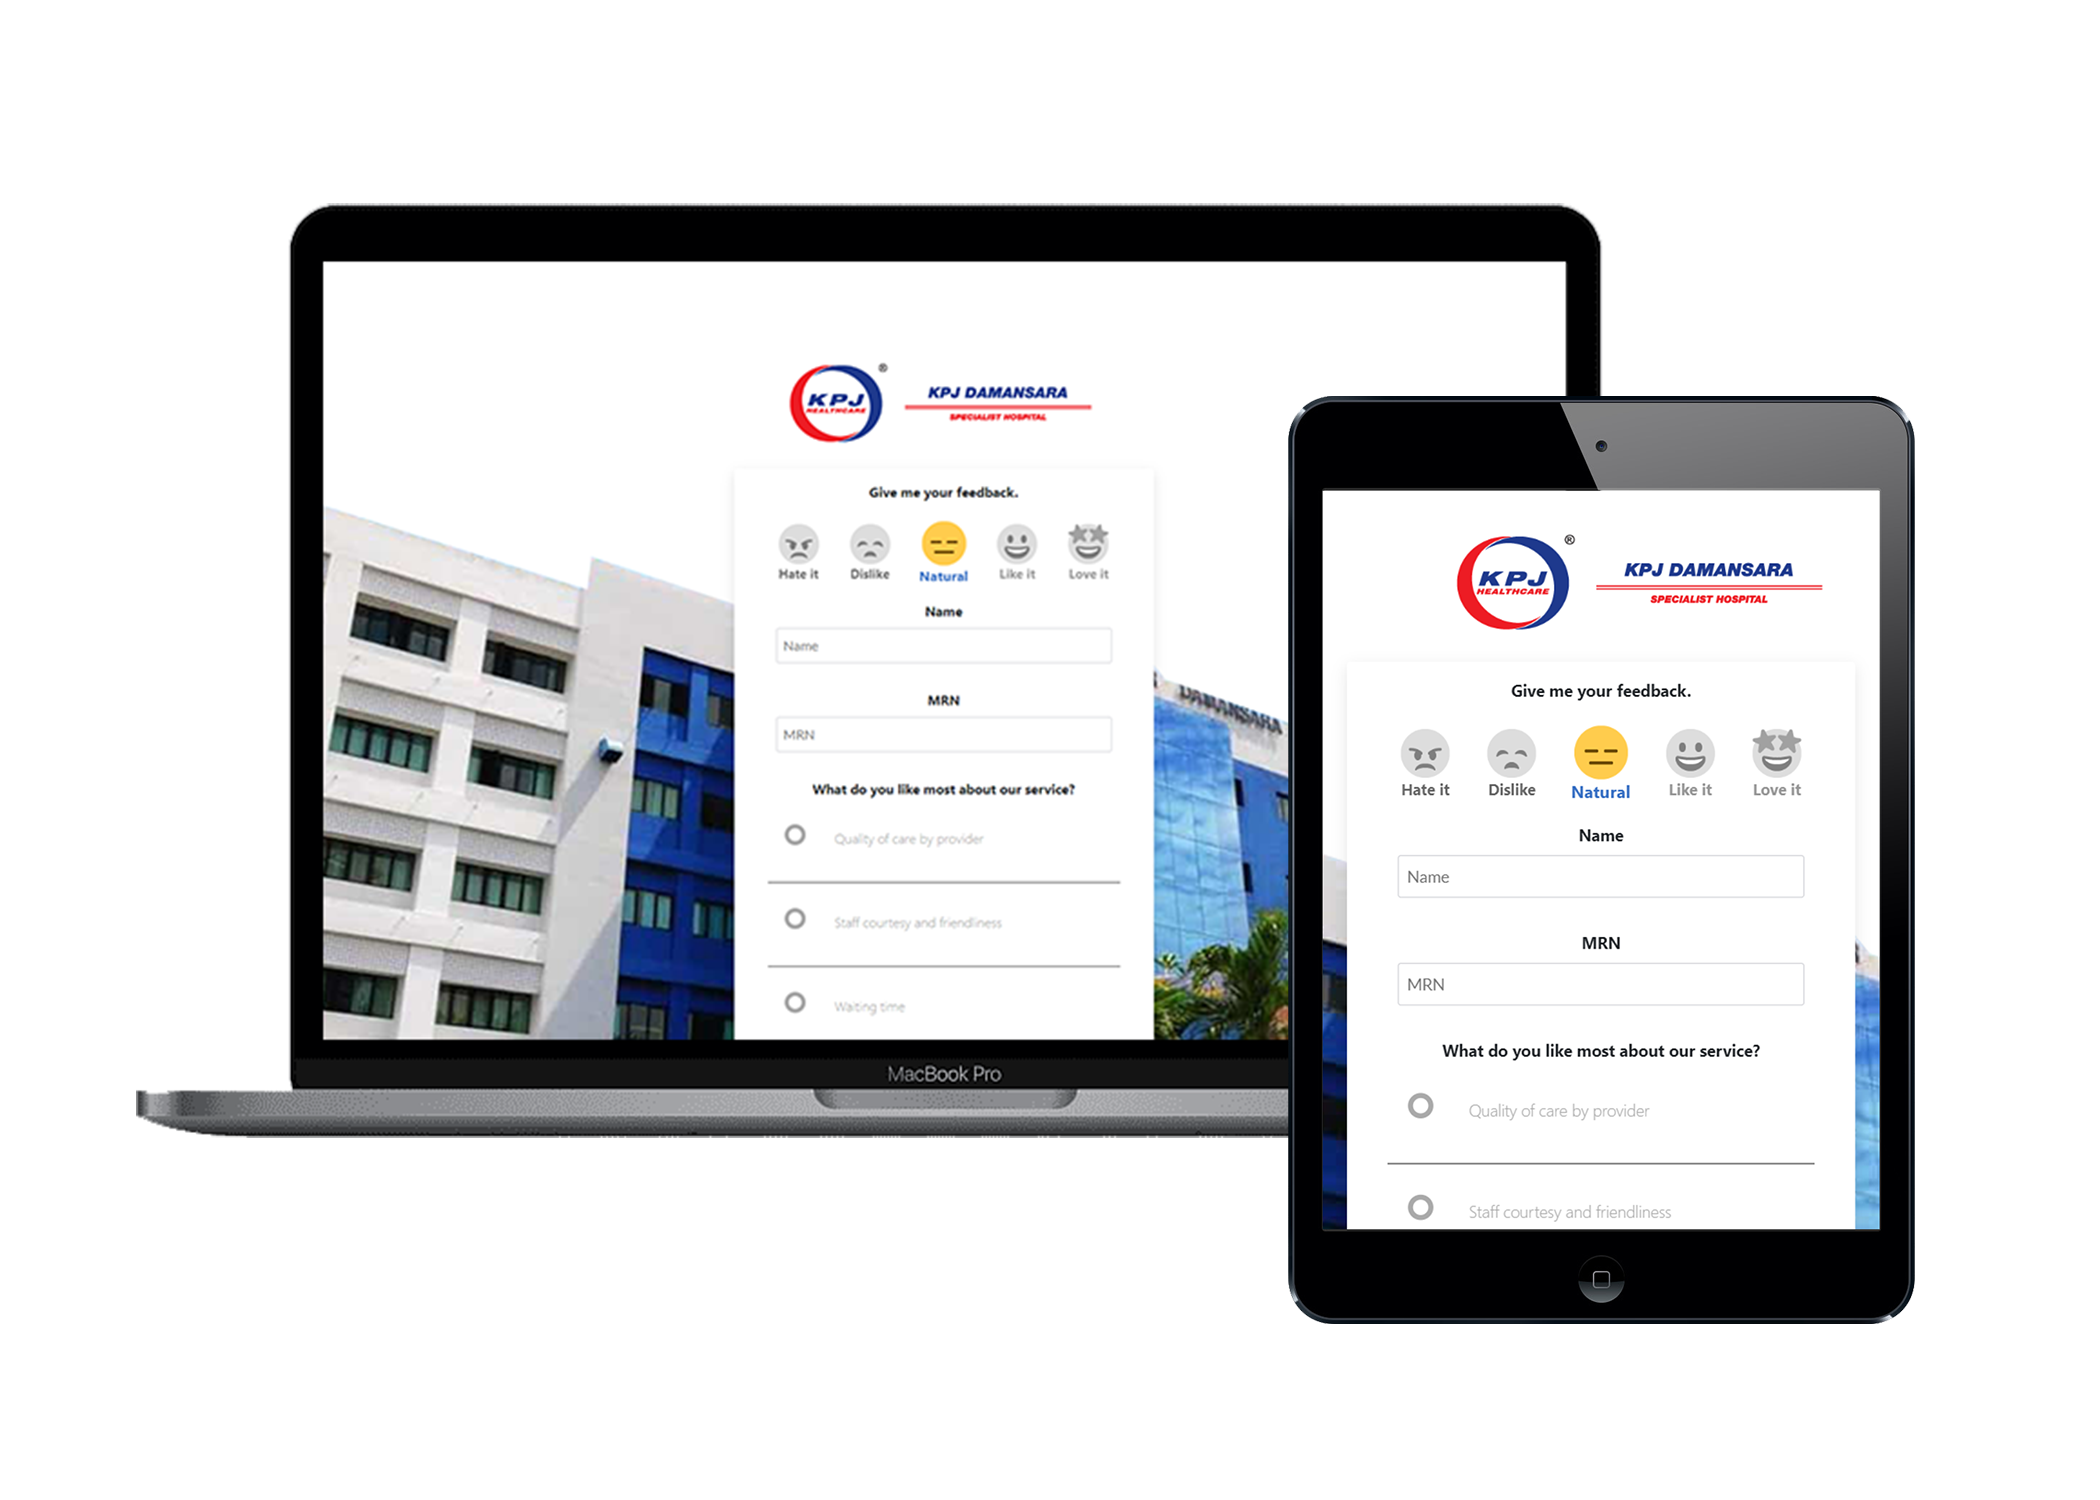 KPJ
HEALTHCARE
®
KPJ DAMANSARA
SPECIALIST HOSPITAL
Give me your feedback.
Hate it Dislike Natural Like it Love it
Name
Name
MRN
MRN
What do you like most about our service?
Quality of care by provider
Staff courtesy and friendliness
Waiting time
DAMANSARA
MacBook Pro
KPJ
HEALTHCARE
®
KPJ DAMANSARA
SPECIALIST HOSPITAL
Give me your feedback.
Hate it Dislike Natural Like it Love it
Name
Name
MRN
MRN
What do you like most about our service?
Quality of care by provider
Staff courtesy and friendliness